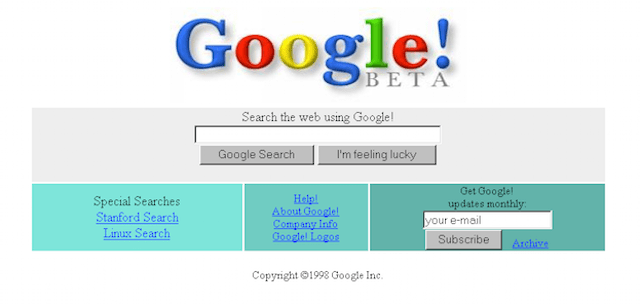 Google!
BETA
Search the web using Google!
Google Search I'm feeling lucky
Special Searches
Stanford Search
Linux Search
Help!
About Google!
Company Info
Google! Logos
Get Google!
updates monthly:
your e-mail
Subscribe Archive
Copyright ©1998 Google Inc.